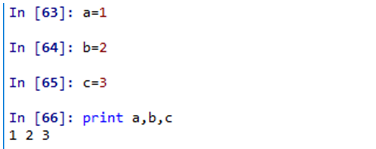 In [63]: a=1
In [64]: b=2
In [65]: c=3
In [66]: print a,b,c
1 2 3